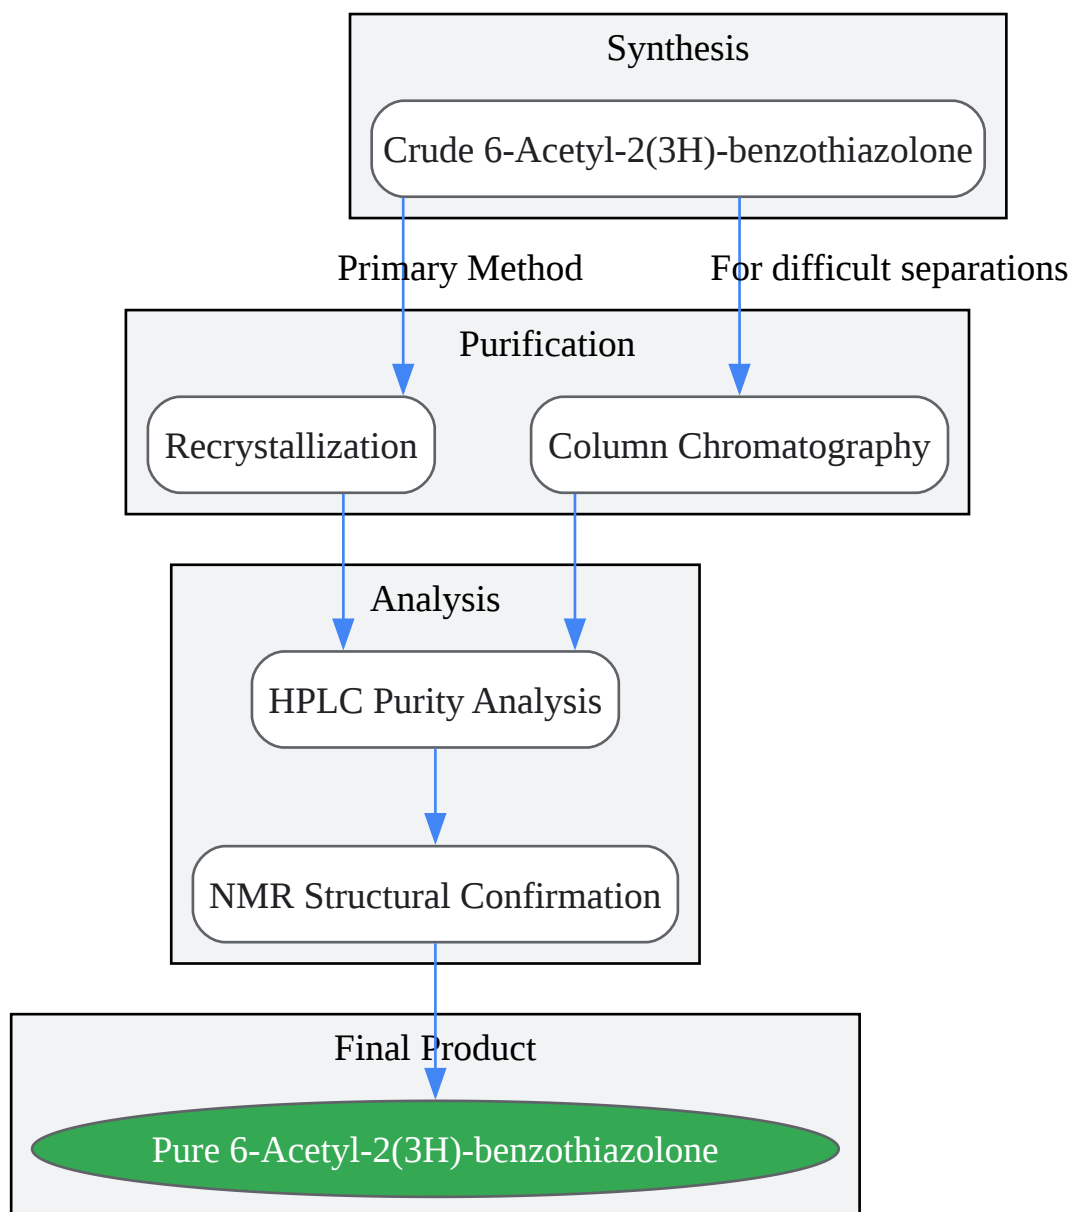 Synthesis
Crude 6-Acetyl-2(3H)-benzothiazolone
Primary Method
For difficult separations
Purification
Recrystallization
Column Chromatography
Analysis
HPLC Purity Analysis
NMR Structural Confirmation
Final Product
Pure 6-Acetyl-2(3H)-benzothiazolone